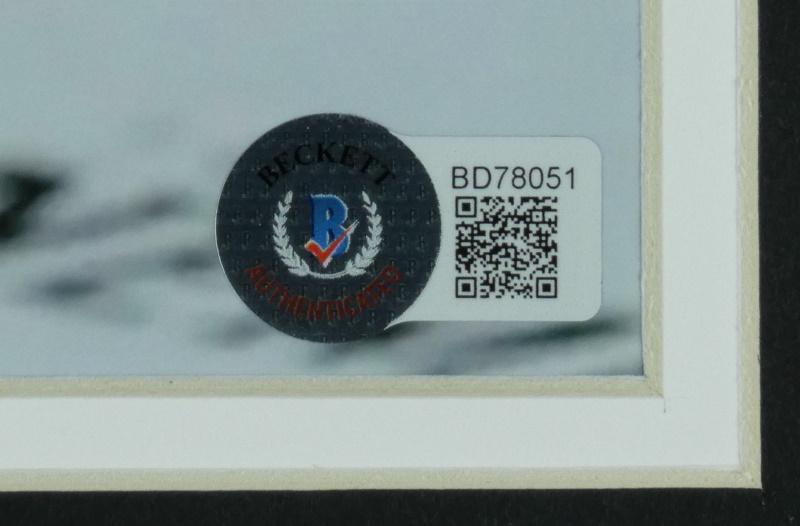 BECKETT
B
AUTHENTICATED
BD78051